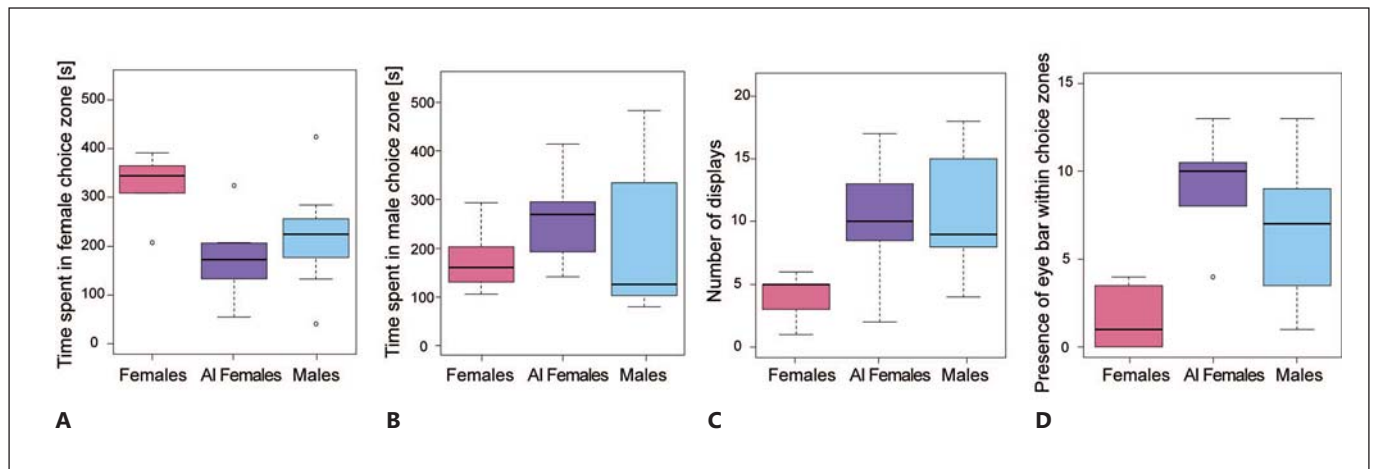 Time spent in female choice zone [s]
500
400
300
200
100
0
Females AI Females Males
A
Time spent in male choice zone [s]
500
400
300
200
100
0
Females AI Females Males
B
Number of displays
20
15
10
5
0
Females AI Females Males
C
Presence of eye bar within choice zones
15
10
5
0
Females AI Females Males
D